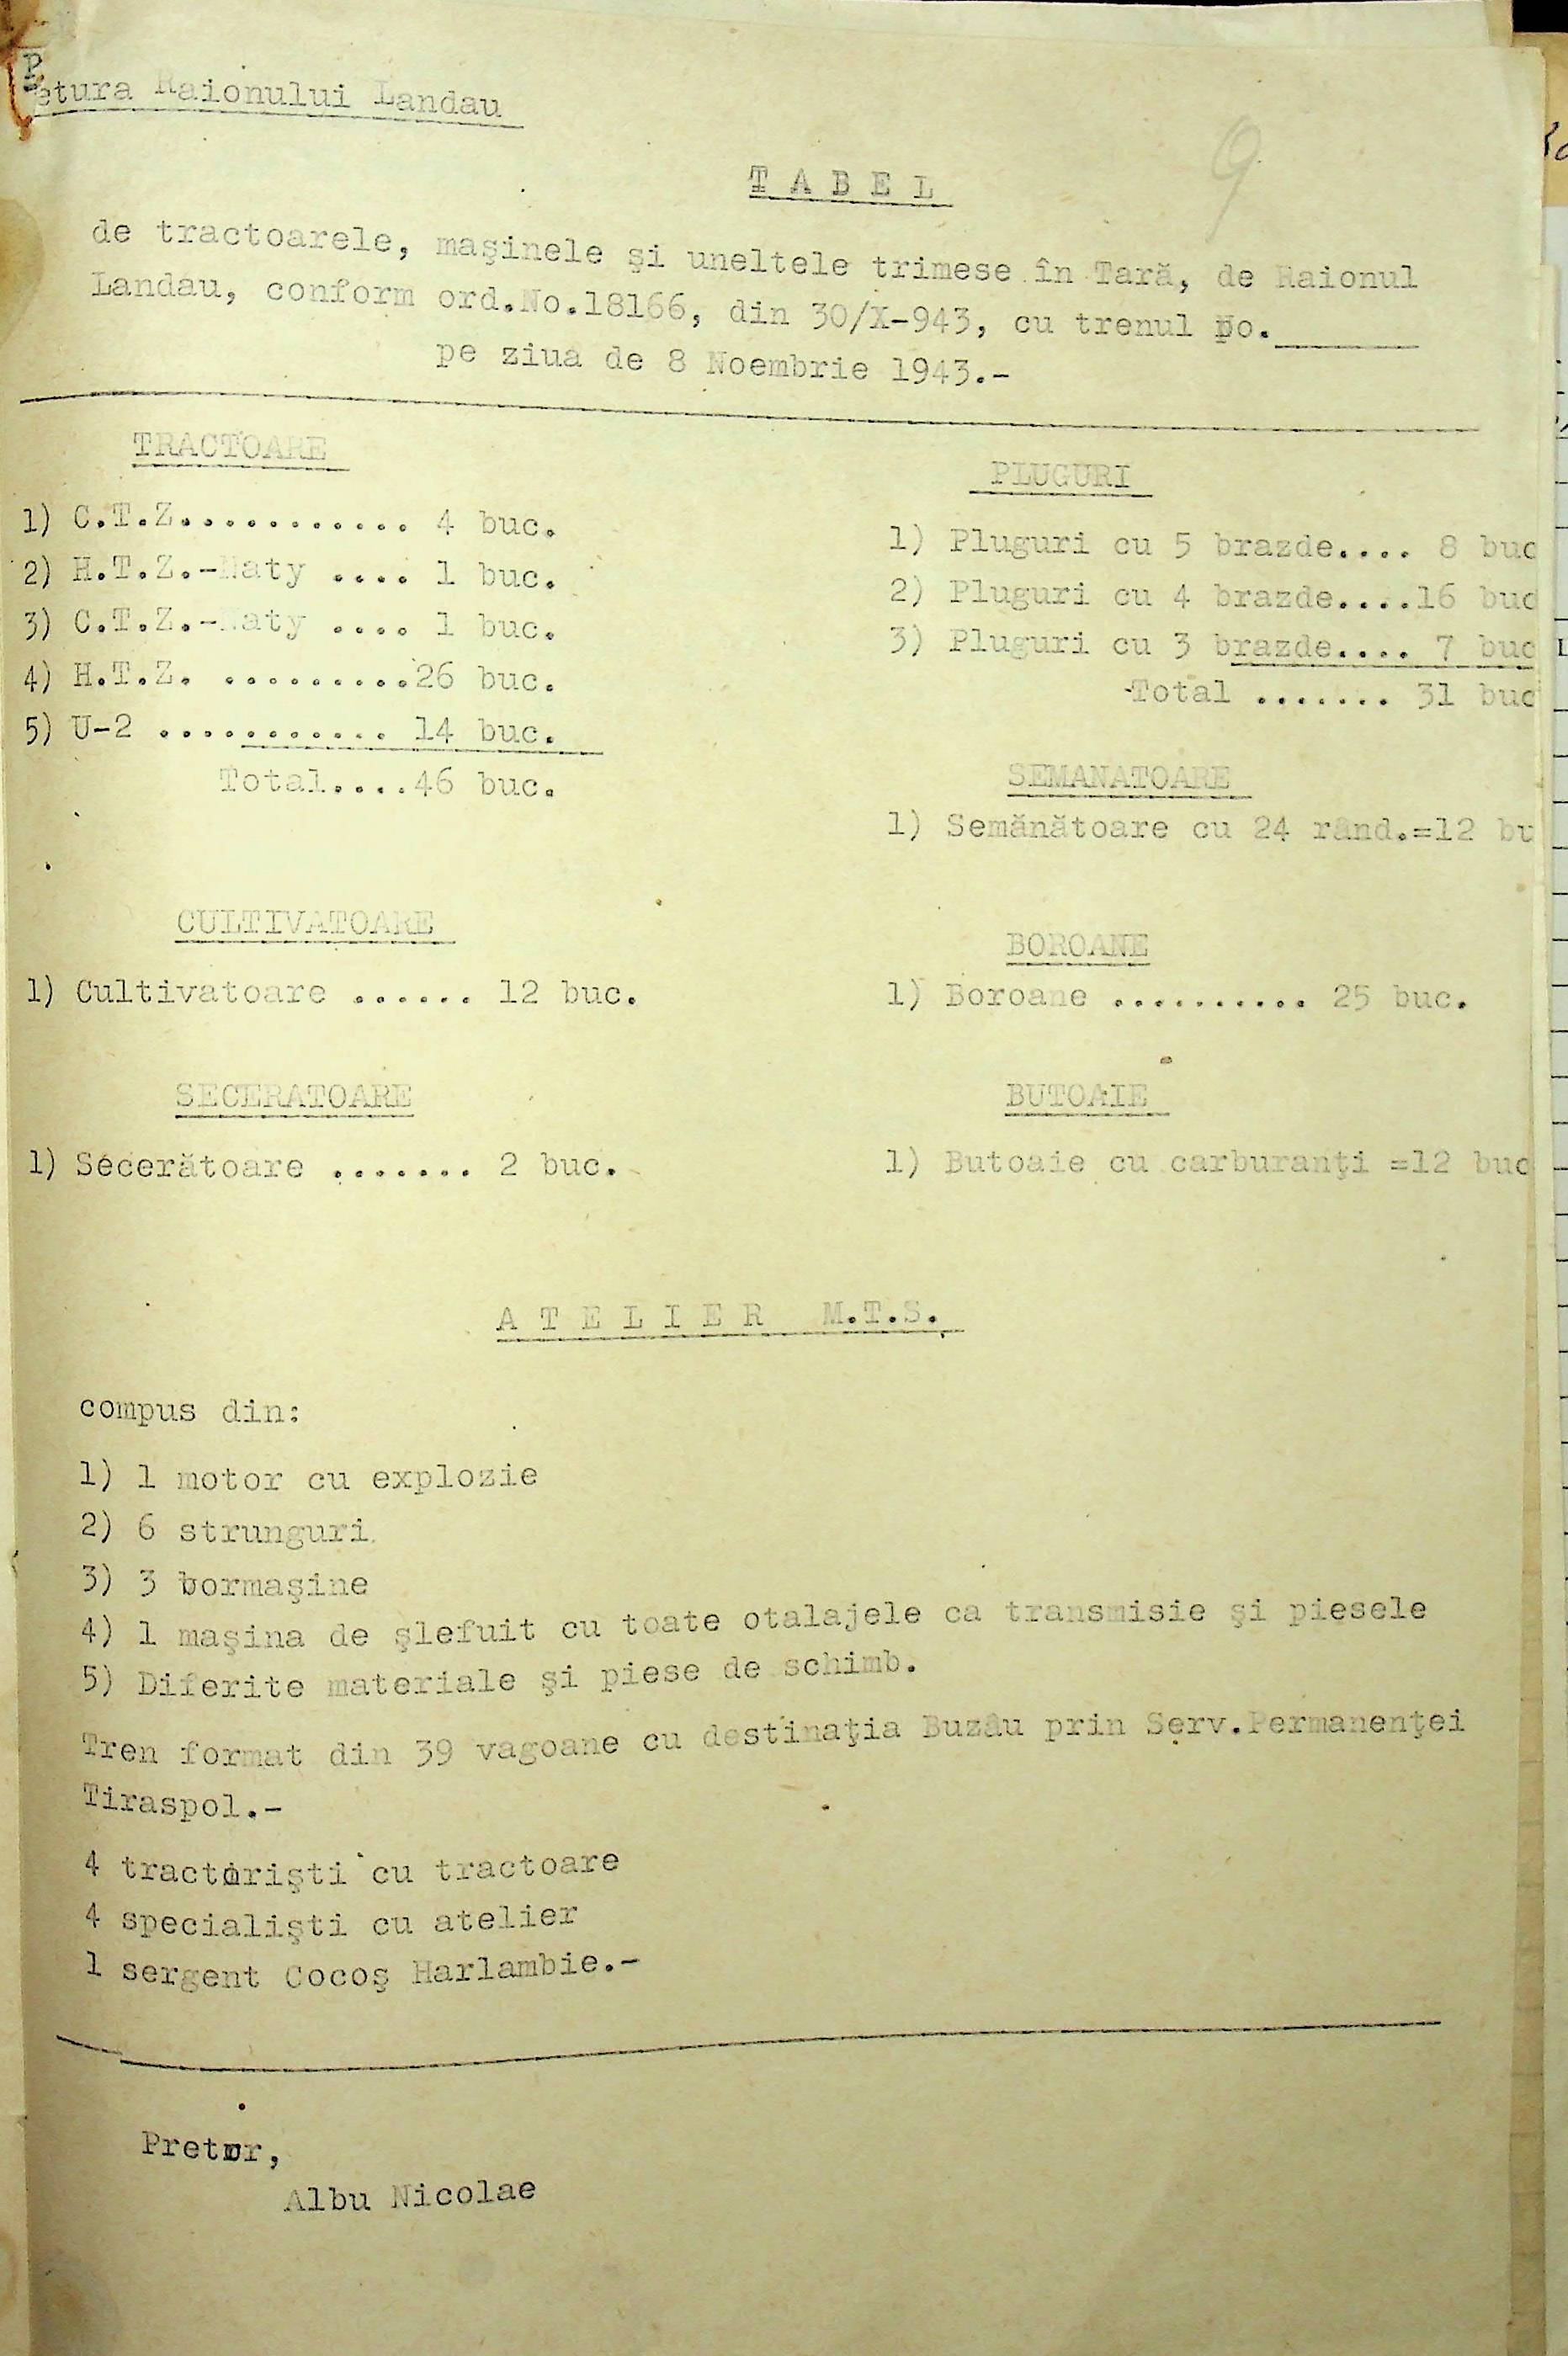 Petura Raionului Landau
9
T A B E L
de tractoarele, maşinele şi uneltele trimese în Tară, de Raionul
Landau, conform ord.No.18166, din 30/X-943, cu trenul no.______
pe ziua de 8 Noembrie 1943.-
TRACTOARE
1) C.T.Z............ 4 buc.
2) H.T.Z.-Naty .... 1 buc.
3) C.T.Z.-Naty .... 1 buc.
4) H.T.Z. .........26 buc.
5) U-2 ........... 14 buc.
Total....46 buc.
PLUGURI
1) Pluguri cu 5 brazde.... 8 buc
2) Pluguri cu 4 brazde....16 buc
3) Pluguri cu 3 brazde.... 7 buc
Total ....... 31 buc
SEMANATOARE
1) Semănătoare cu 24 rând.=12 bu
CULTIVATOARE
1) Cultivatoare ...... 12 buc.
BOROANE
1) Boroane .......... 25 buc.
SECERATOARE
1) Secerătoare ....... 2 buc.
BUTOAIE
1) Butoaie cu carburanţi =12 buc
A T E L I E R M.T.S.
compus din:
1) 1 motor cu explozie
2) 6 strunguri
3) 3 bormaşine
4) 1 maşina de şlefuit cu toate otalajele ca transmisie şi piesele
5) Diferite materiale şi piese de schimb.
Tren format din 39 vagoane cu destinaţia Buzău prin Serv.Permanenţei
Tiraspol.-
4 tractorişti cu tractoare
4 specialişti cu atelier
1 sergent Cocoş Harlambie.-
Pretor,
Albu Nicolae